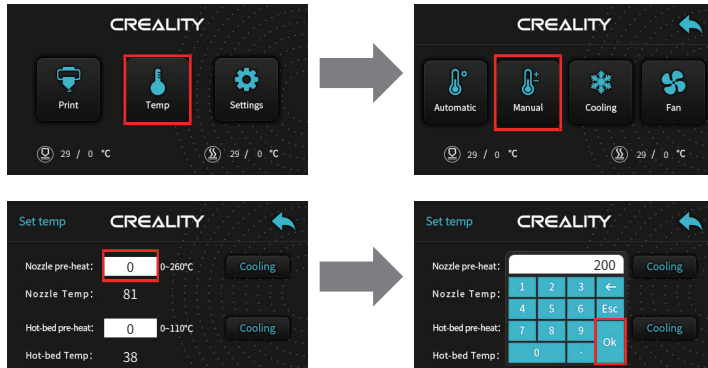 CREALITY
Print
Temp
Settings
29 / 0 °C
29 / 0 °C
CREALITY
Automatic
Manual
Cooling
Fan
29 / 0 °C
29 / 0 °C
Set temp CREALITY
Nozzle pre-heat: 0 0~260°C Cooling
Nozzle Temp: 81
Hot-bed pre-heat: 0 0~110°C Cooling
Hot-bed Temp: 38
Set temp CREALITY
Nozzle pre-heat: 200 Cooling
Nozzle Temp: 1 2 3 ←
4 5 6 Esc
Hot-bed pre-heat: 7 8 9 Ok Cooling
Hot-bed Temp: 0 .